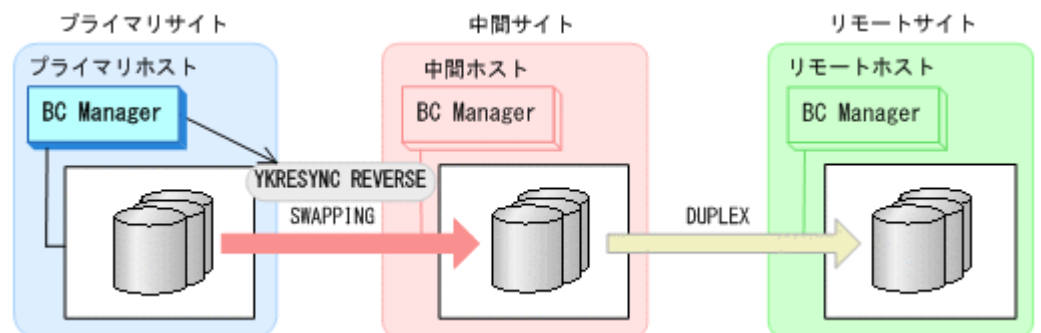 プライマリサイト
中間サイト
リモートサイト
プライマリホスト
中間ホスト
リモートホスト
BC Manager
BC Manager
BC Manager
YKRESYNC REVERSE
SWAPPING
DUPLEX